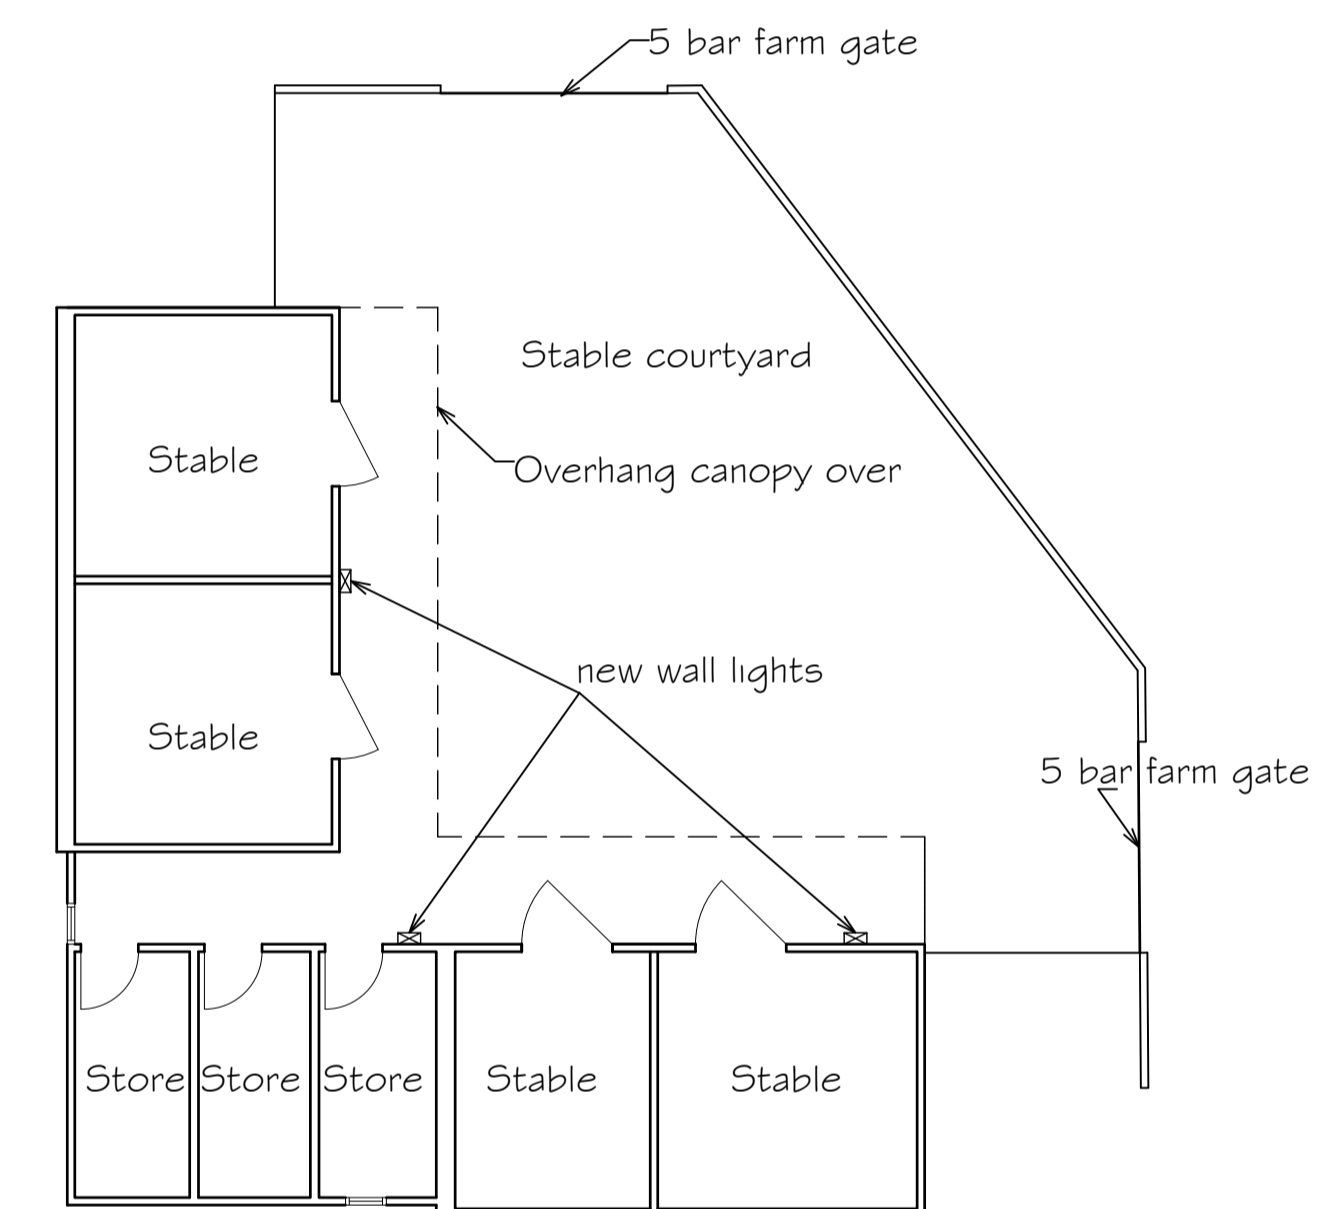 5 bar farm gate
Stable courtyard
Stable
Overhang canopy over
new wall lights
Stable
5 bar farm gate
Store
Store
Store
Stable
Stable